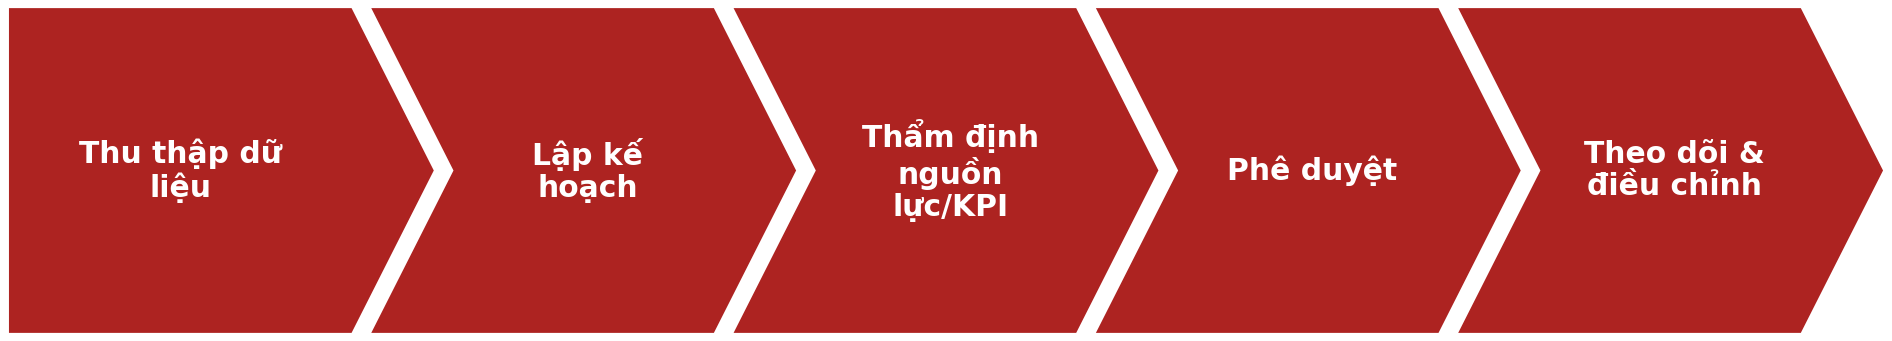 Thu thập dữ
liệu
Lập kế
hoạch
Thẩm định
nguồn
lực/KPI
Phê duyệt
Theo dõi &
điều chỉnh